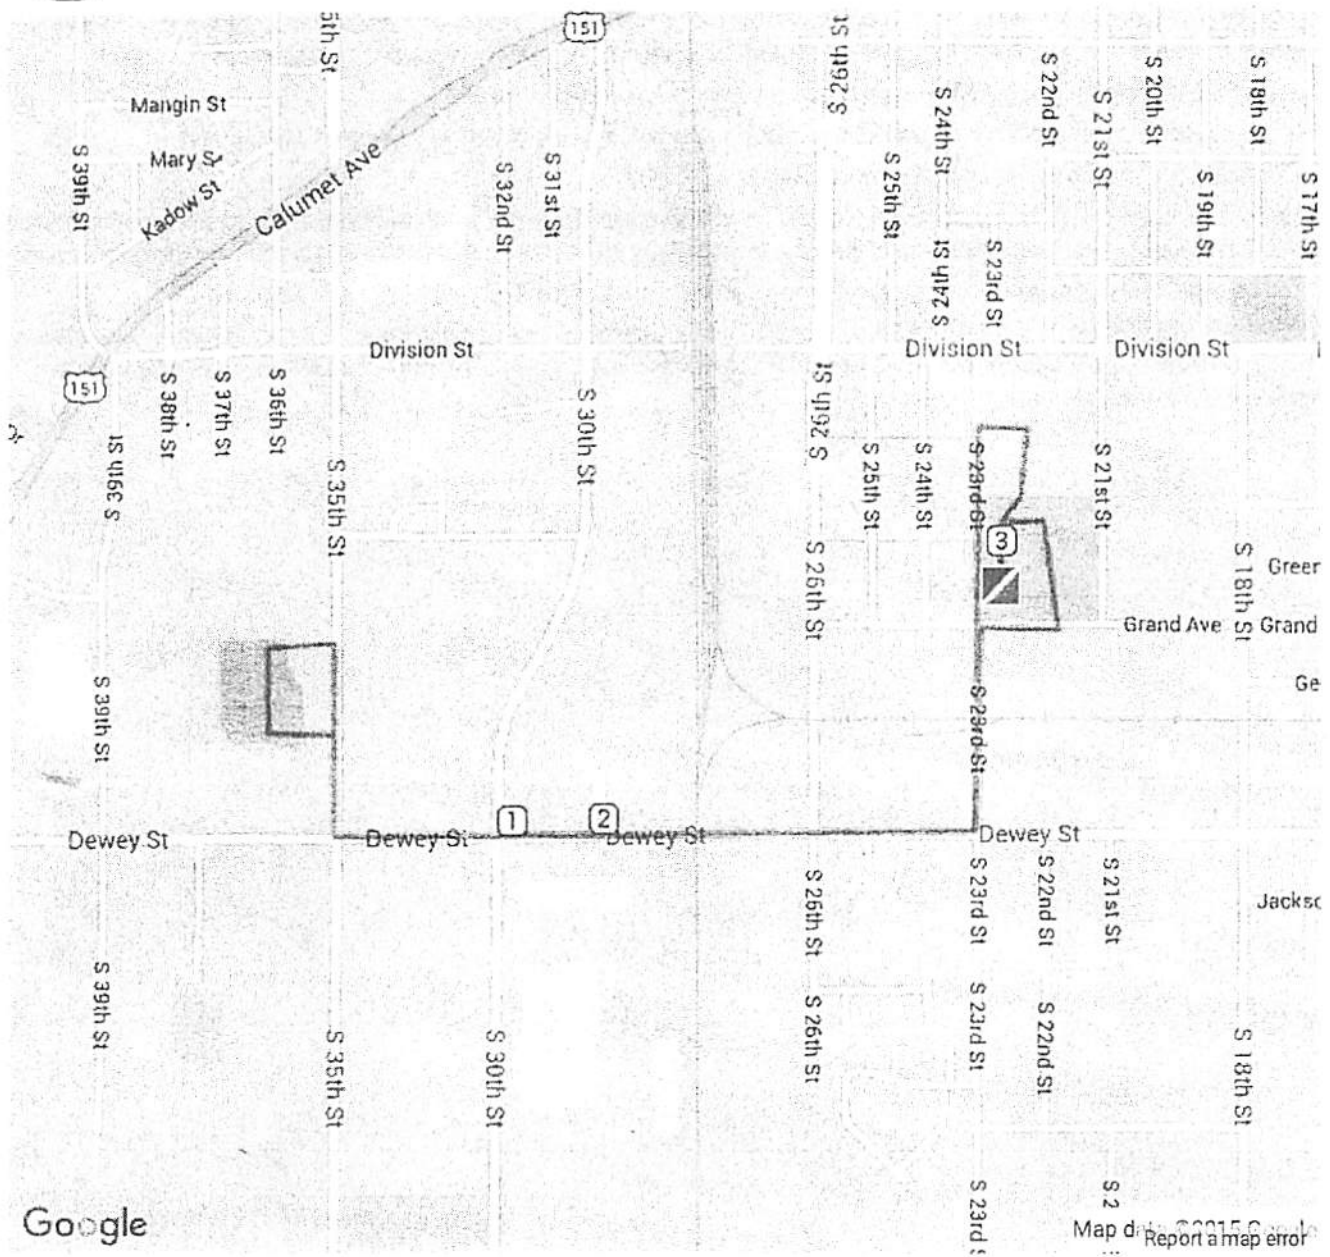 151
Mangin St
Mary St
Kadow St
Calumet Ave
S 39th St
S 32nd St
S 31st St
S 26th St
S 25th St
S 24th St
S 22nd St
S 21st St
S 20th St
S 18th St
S 19th St
S 17th St
S 24th St
S 23rd St
Division St
Division St
Division St
151
S 38th St
S 37th St
S 36th St
S 39th St
S 35th St
S 30th St
S 26th St
S 25th St
S 24th St
S 23rd St
S 21st St
3
S 26th St
S 18th St
Greer
Grand Ave
Grand
Ge
S 39th St
S 23rd St
1
2
Dewey St
Dewey St
Dewey St
Dewey St
S 26th St
S 23rd St
S 22nd St
S 21st St
Jackso
S 39th St
S 35th St
S 30th St
S 26th St
S 23rd St
S 22nd St
S 18th St
S 23rd S
S 2
Google
Report a map error